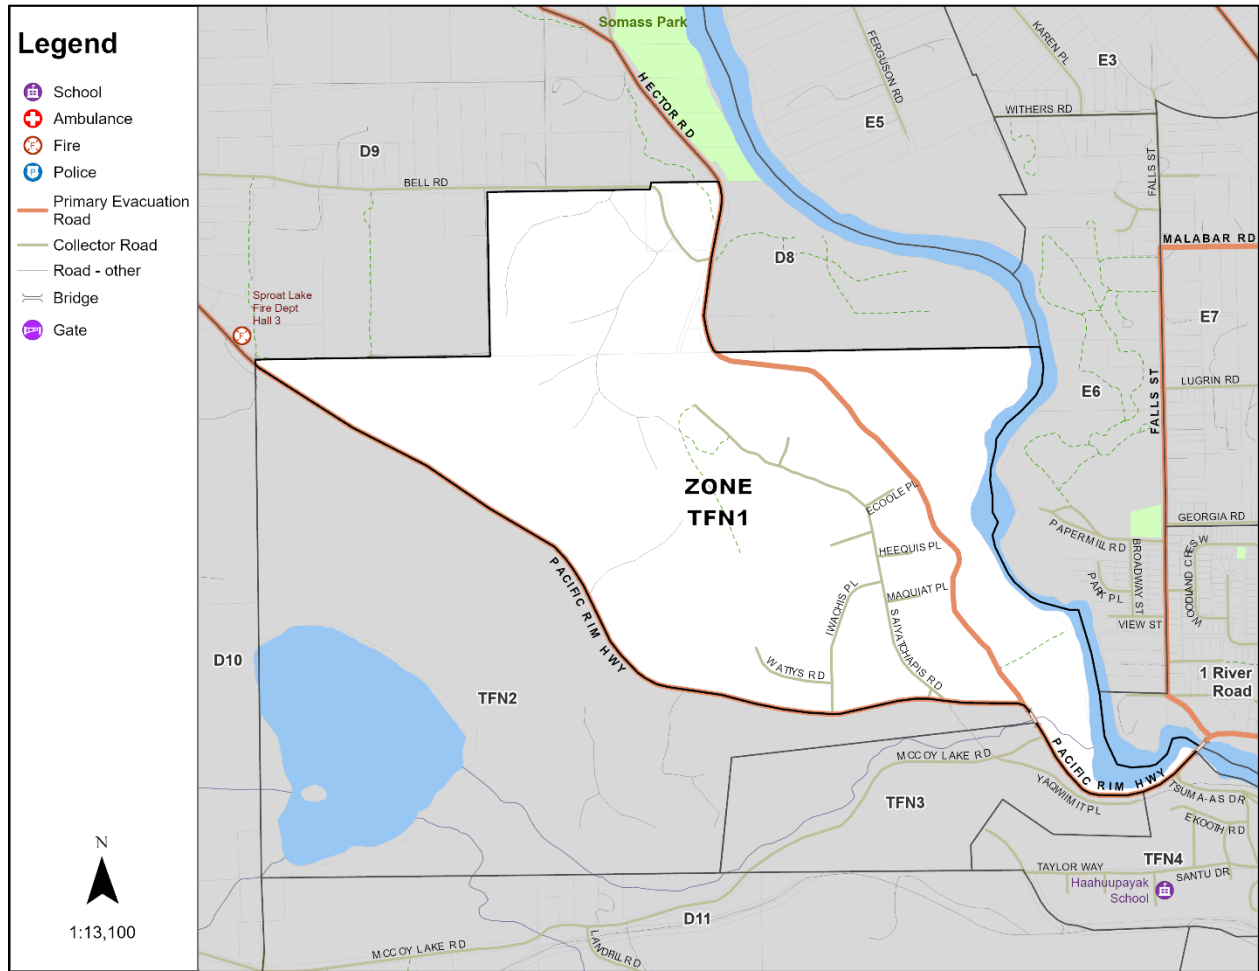 Legend
School
Ambulance
Fire
Police
Primary Evacuation
Road
Collector Road
Road - other
Bridge
Gate
N
1:13,100
Somass Park
HECTOR RD
FERGUSON RD
KAREN PL
E3
WITHERS RD
E5
D9
BELL RD
FALLS ST
MALABAR RD
D8
Sproat Lake
Fire Dept
Hall 3
E7
LUGRIN RD
E6
FALLS ST
ZONE
TFN1
ECOOLE PL
GEORGIA RD
PAPERMILL RD
BROADWAY ST
WOODLAND CRES W
HEEQUIS PL
PACIFIC RIM HWY
IWACHIS PL
MAQUIAT PL
PARK PL
VIEW ST
SAIYATCHAPIS RD
WATIYS RD
D10
TFN2
1 River
Road
PACIFIC RIM HWY
MCCOY LAKE RD
YAQWIIMIT PL
TSUMA-AS DR
TFN3
EKOOTH RD
TFN4
TAYLOR WAY
SANTU DR
Haahuupayak
School
D11
MCCOY LAKE RD
LANDRIL RD